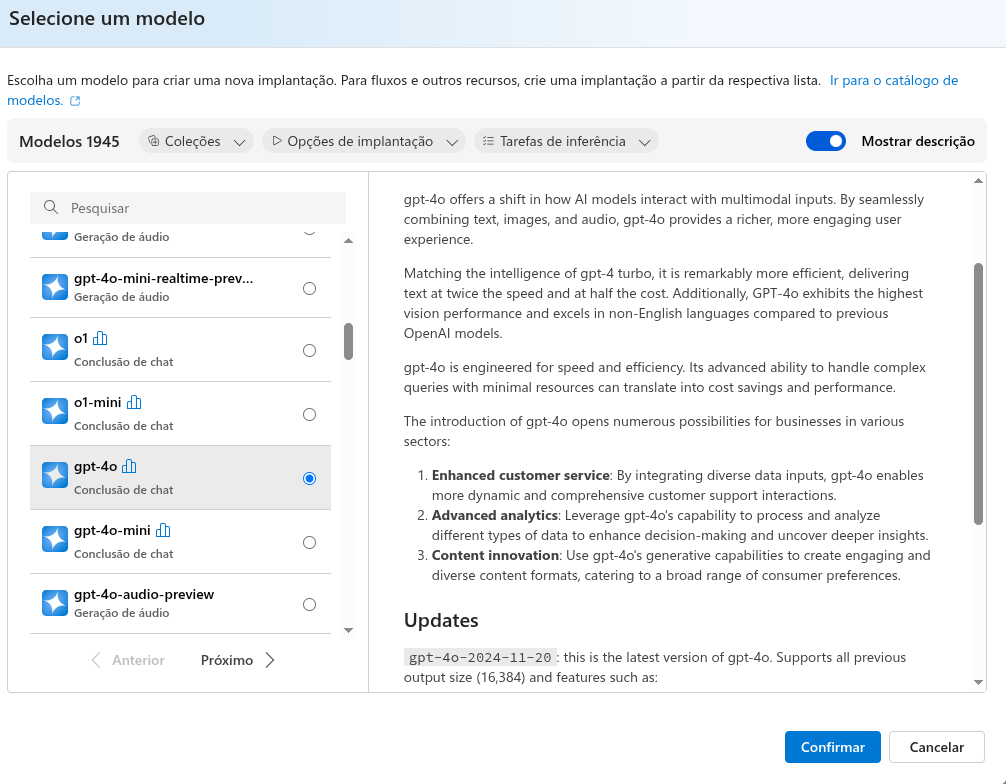 Selecione um modelo
Escolha um modelo para criar uma nova implantação. Para fluxos e outros recursos, crie uma implantação a partir da respectiva lista. Ir para o catálogo de
modelos.
Modelos 1945 Coleções Opções de implantação Tarefas de inferência Mostrar descrição
Pesquisar
Geração de áudio
gpt-4o-mini-realtime-prev...
Geração de áudio
o1
Conclusão de chat
o1-mini
Conclusão de chat
gpt-4o
Conclusão de chat
gpt-4o-mini
Conclusão de chat
gpt-4o-audio-preview
Geração de áudio
Anterior Próximo
gpt-4o offers a shift in how AI models interact with multimodal inputs. By seamlessly
combining text, images, and audio, gpt-4o provides a richer, more engaging user
experience.
Matching the intelligence of gpt-4 turbo, it is remarkably more efficient, delivering
text at twice the speed and at half the cost. Additionally, GPT-4o exhibits the highest
vision performance and excels in non-English languages compared to previous
OpenAI models.
gpt-4o is engineered for speed and efficiency. Its advanced ability to handle complex
queries with minimal resources can translate into cost savings and performance.
The introduction of gpt-4o opens numerous possibilities for businesses in various
sectors:
1. Enhanced customer service: By integrating diverse data inputs, gpt-4o enables
more dynamic and comprehensive customer support interactions.
2. Advanced analytics: Leverage gpt-4o's capability to process and analyze
different types of data to enhance decision-making and uncover deeper insights.
3. Content innovation: Use gpt-4o's generative capabilities to create engaging and
diverse content formats, catering to a broad range of consumer preferences.
Updates
gpt-4o-2024-11-20: this is the latest version of gpt-4o. Supports all previous
output size (16,384) and features such as:
Confirmar Cancelar